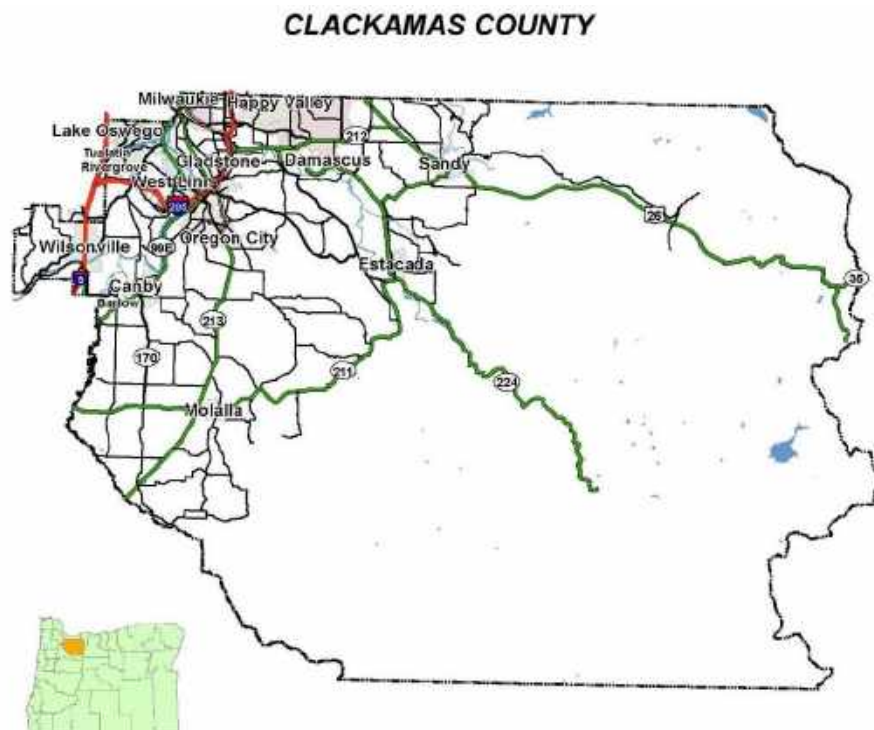 CLACKAMAS COUNTY
Milwaukie
Happy Valley
Lake Oswego
212
Tualatin
Gladstone
Damascus
Sandy
Rivergrove
West Linn
205
26
Wilsonville
99E
Oregon City
Estacada
5
Canby
35
Barlow
213
170
211
224
Molalla